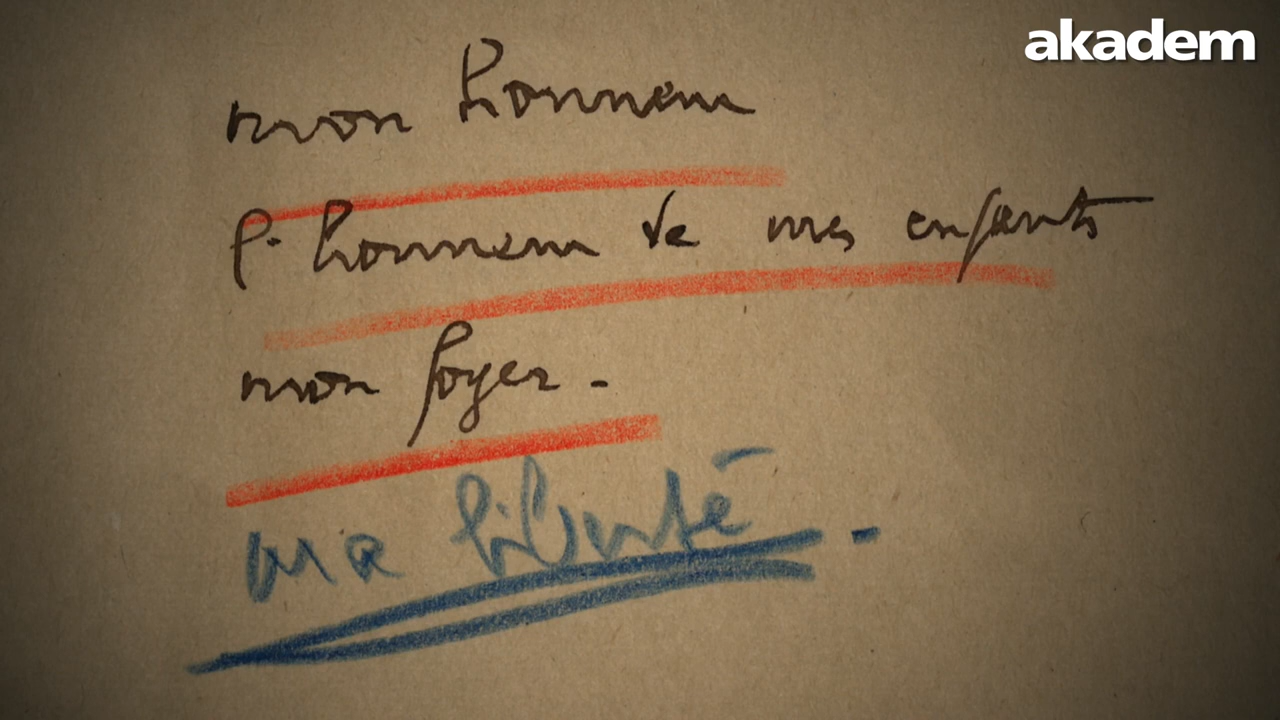 akadem
mon honneur
l'honneur de mes enfants
mon foyer.
ma liberté.